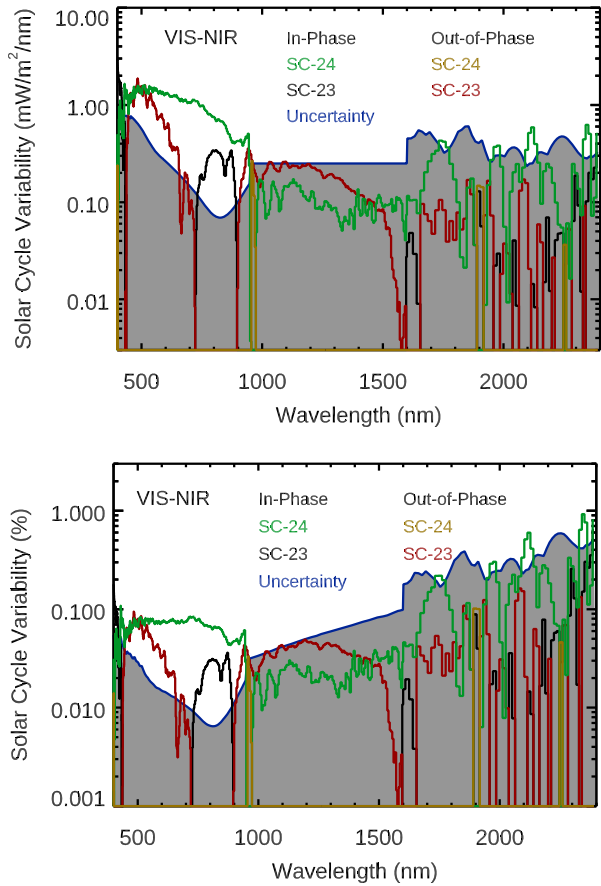 Solar Cycle Variability (mW/m²/nm)
10.00
1.00
0.10
0.01
VIS-NIR
In-Phase
Out-of-Phase
SC-24
SC-24
SC-23
SC-23
Uncertainty
500
1000
1500
2000
Wavelength (nm)
Solar Cycle Variability (%)
1.000
0.100
0.010
0.001
VIS-NIR
In-Phase
Out-of-Phase
SC-24
SC-24
SC-23
SC-23
Uncertainty
500
1000
1500
2000
Wavelength (nm)